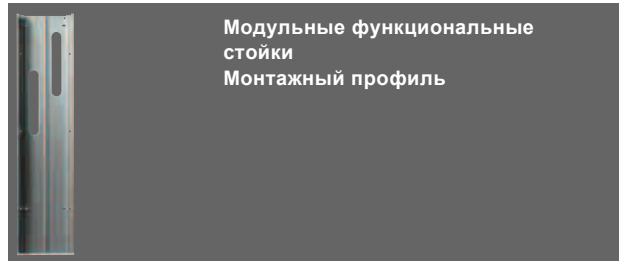 Модульные функциональные
стойки
Монтажный профиль